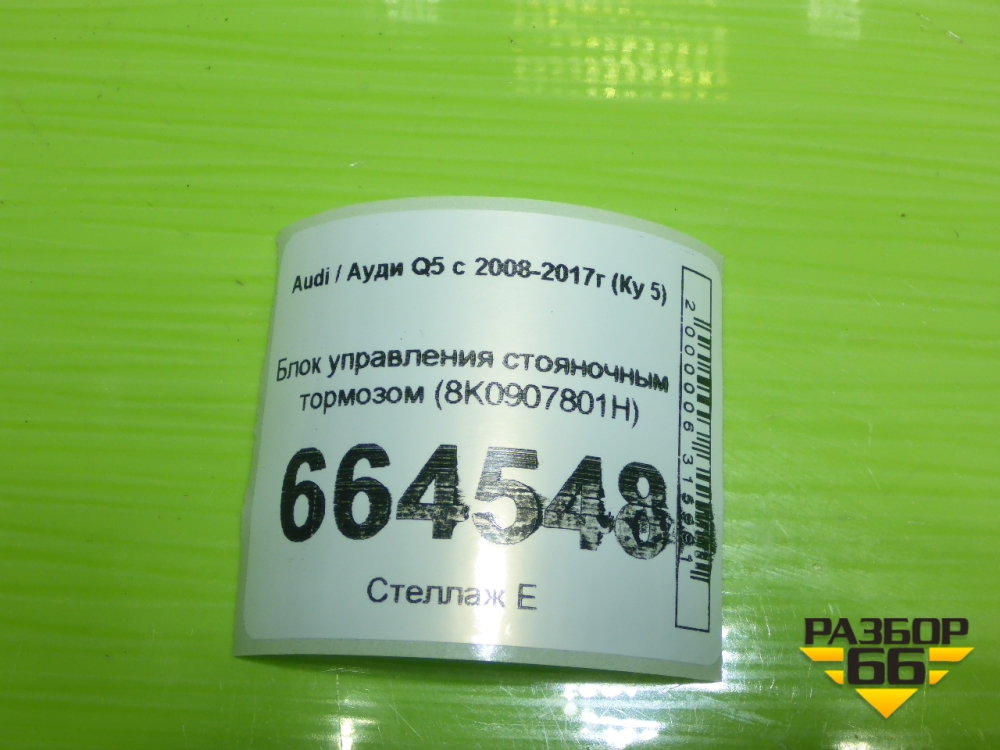 Audi / Ауди Q5 с 2008-2017г (Ку 5)
Блок управления стояночным
тормозом (8K0907801H)
664548
Стеллаж Е
РАЗБОР
66